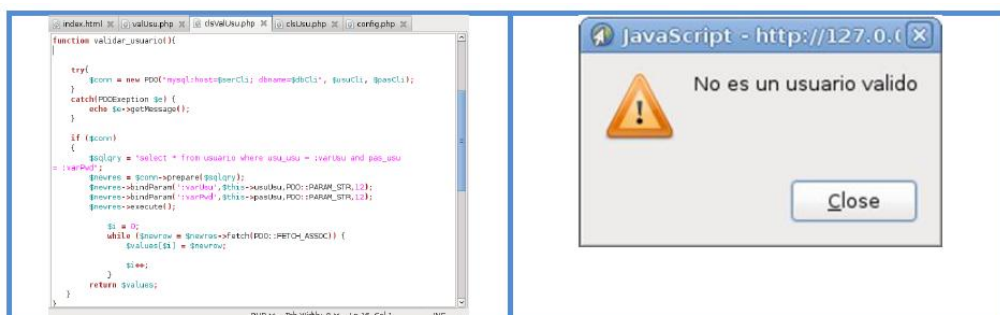 index.html valUsu.php clsValUsu.php clsUsu.php config.php
function validar_usuario(){
try{
$conn = new PDO("mysql:host=$serCli; dbname=$dbCli", $usuCli, $pasCli);
}
catch(PDOExeption $e) {
echo $e->getMessage();
}
if ($conn)
{
$sqlqry = "select * from usuario where usu_usu = :varUsu and pas_usu
= :varPwd";
$newres = $conn->prepare($sqlqry);
$newres->bindParam(':varUsu',$this->usuUsu,PDO::PARAM_STR,12);
$newres->bindParam(':varPwd',$this->pasUsu,PDO::PARAM_STR,12);
$newres->execute();
$i = 0;
while ($newrow = $newres->fetch(PDO::FETCH_ASSOC)) {
$values[$i] = $newrow;
$i++;
}
return $values;
}
}
JavaScript - http://127.0.
No es un usuario valido
Close